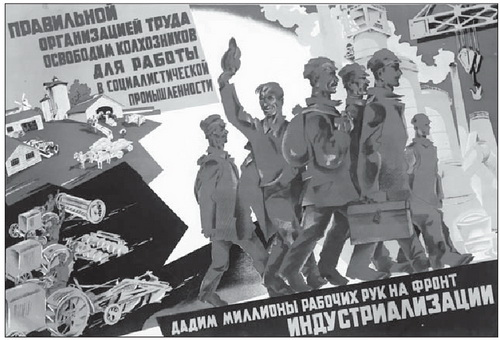 ПРАВИЛЬНОЙ
ОРГАНИЗАЦИЕЙ ТРУДА
ОСВОБОДИМ КОЛХОЗНИКОВ
ДЛЯ РАБОТЫ
В СОЦИАЛИСТИЧЕСКОЙ
ПРОМЫШЛЕННОСТИ
ДАДИМ МИЛЛИОНЫ РАБОЧИХ РУК НА ФРОНТ
ИНДУСТРИАЛИЗАЦИИ